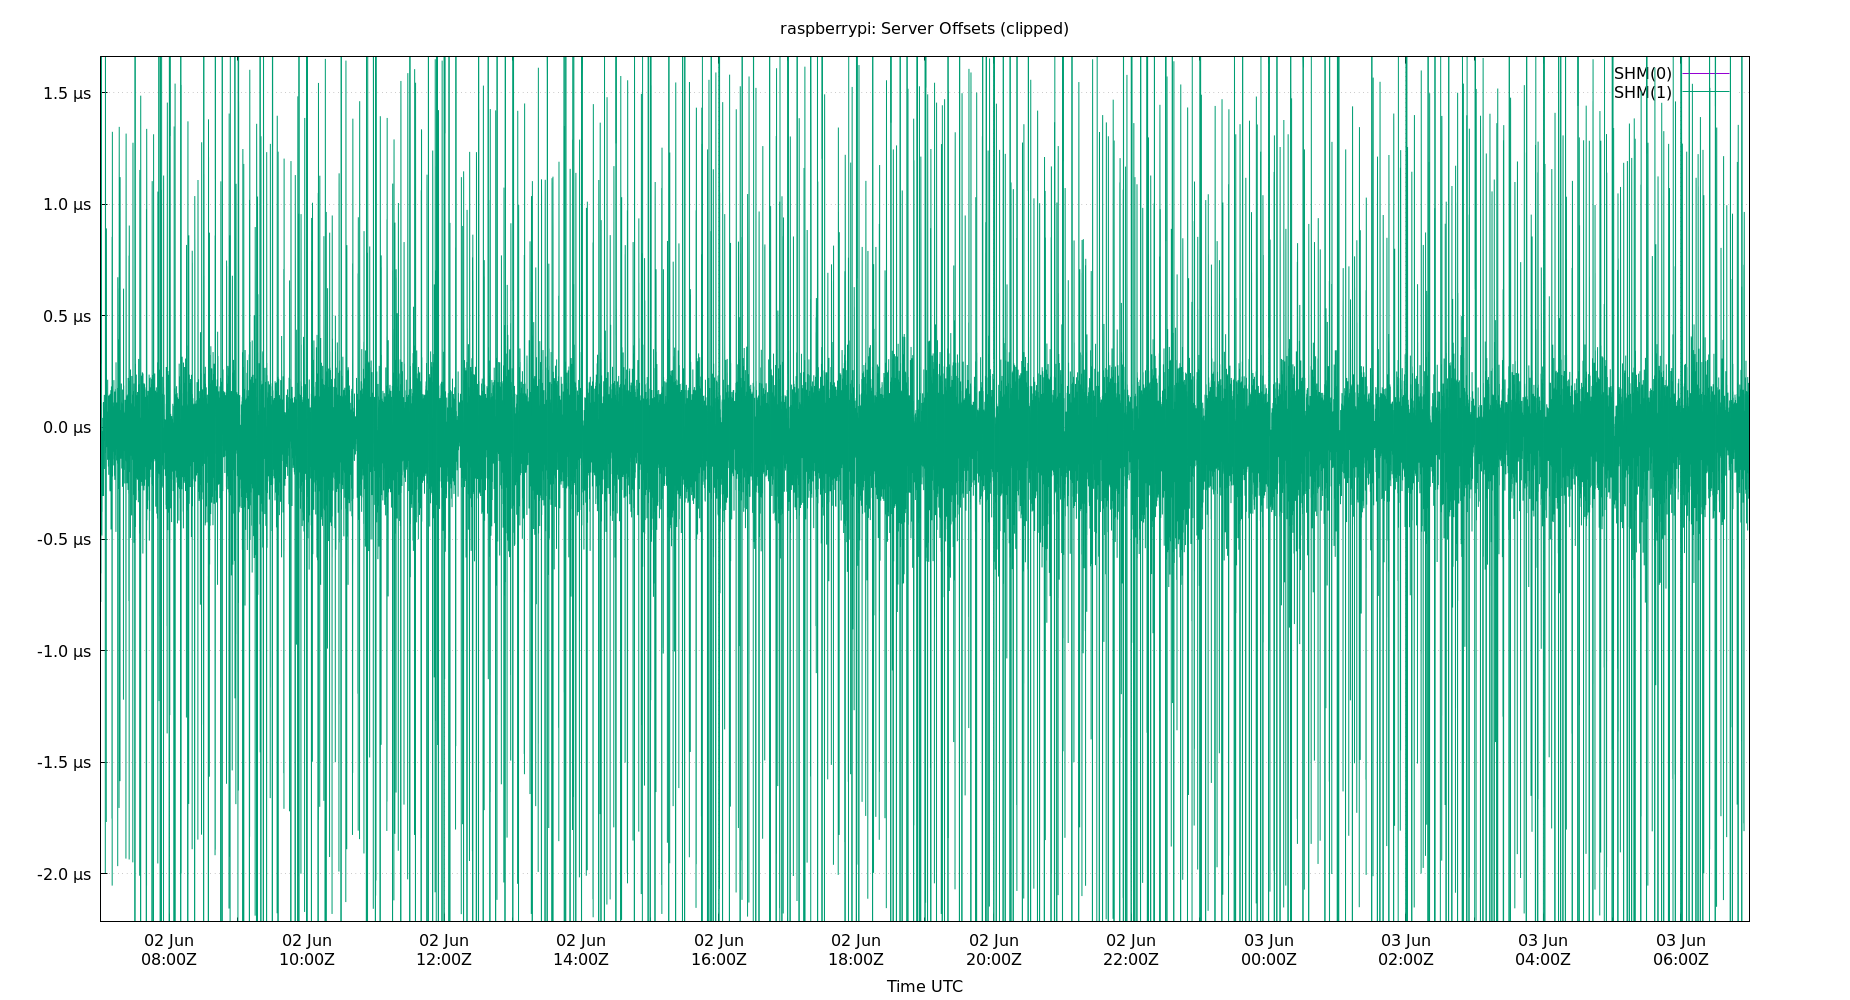 raspberrypi: Server Offsets (clipped)
SHM(0)
SHM(1)
1.5 µs
1.0 µs
0.5 µs
0.0 µs
-0.5 µs
-1.0 µs
-1.5 µs
-2.0 µs
02 Jun 02 Jun 02 Jun 02 Jun 02 Jun 02 Jun 02 Jun 02 Jun 03 Jun 03 Jun 03 Jun 03 Jun
08:00Z 10:00Z 12:00Z 14:00Z 16:00Z 18:00Z 20:00Z 22:00Z 00:00Z 02:00Z 04:00Z 06:00Z
Time UTC